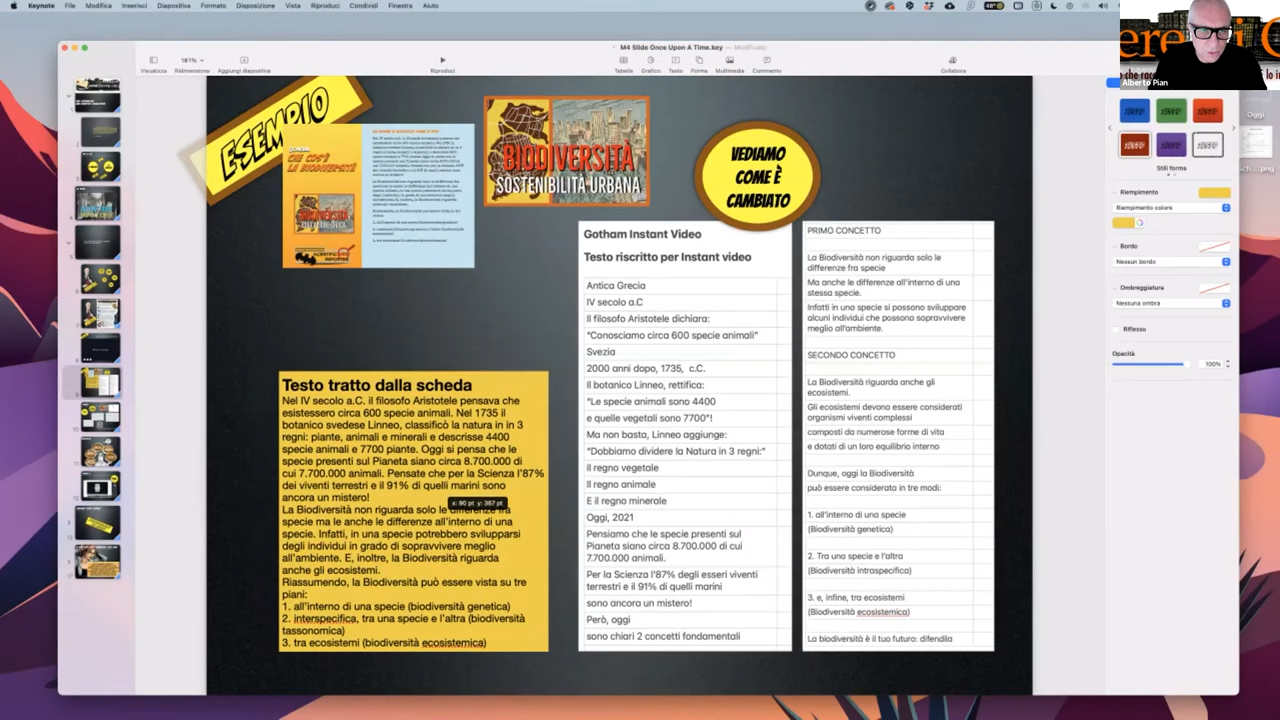 Keynote File Modifica Inserisci Diapositiva Formato Disposizione Vista Riproduci Condividi Finestra Aiuto
Alberto Pian
M4 Slide Once Upon A Time.key — Modificato
161%
Visualizza Ridimensiona Aggiungi diapositiva
Riproduci
Tabella Grafico Testo Forma Multimedia Commento
Collabora
ESEMPIO
CHE COS'È
LA BIODIVERSITÀ
BIODIVERSITÀ
SOSTENIBILITÀ URBANA
VEDIAMO
COME È
CAMBIATO
Testo tratto dalla scheda
Nel IV secolo a.C. il filosofo Aristotele pensava che
esistessero circa 600 specie animali. Nel 1735 il
botanico svedese Linneo, classificò la natura in in 3
regni: piante, animali e minerali e descrisse 4400
specie animali e 7700 piante. Oggi si pensa che le
specie presenti sul Pianeta siano circa 8.700.000 di
cui 7.700.000 animali. Pensate che per la Scienza l'87%
dei viventi terrestri e il 91% di quelli marini sono
ancora un mistero!
x: 90 pt y: 367 pt
La Biodiversità non riguarda solo le differenze fra
specie ma le anche le differenze all'interno di una
stessa specie. Infatti, in una specie potrebbero svilupparsi
degli individui in grado di sopravvivere meglio
all'ambiente. E, inoltre, la Biodiversità riguarda
anche gli ecosistemi.
Riassumendo, la Biodiversità può essere vista su tre
piani:
1. all'interno di una specie (biodiversità genetica)
2. interspecifica, tra una specie e l'altra (biodiversità
tassonomica)
3. tra ecosistemi (biodiversità ecosistemica)
Gotham Instant Video
Testo riscritto per Instant video
Antica Grecia
IV secolo a.C
Il filosofo Aristotele dichiara:
"Conosciamo circa 600 specie animali"
Svezia
2000 anni dopo, 1735, c.C.
Il botanico Linneo, rettifica:
"Le specie animali sono 4400
e quelle vegetali sono 7700"!
Ma non basta, Linneo aggiunge:
"Dobbiamo dividere la Natura in 3 regni:"
Il regno vegetale
Il regno animale
E il regno minerale
Oggi, 2021
Pensiamo che le specie presenti sul
Pianeta siano circa 8.700.000 di cui
7.700.000 animali.
Per la Scienza l'87% degli esseri viventi
terrestri e il 91% di quelli marini
sono ancora un mistero!
Però, oggi
sono chiari 2 concetti fondamentali
PRIMO CONCETTO
La Biodiversità non riguarda solo le
differenze fra specie
Ma anche le differenze all'interno di una
stessa specie.
Infatti in una specie si possono sviluppare
alcuni individui che possono sopravvivere
meglio all'ambiente.
SECONDO CONCETTO
La Biodiversità riguarda anche gli
ecosistemi.
Gli ecosistemi devono essere considerati
organismi viventi complessi
composti da numerose forme di vita
e dotati di un loro equilibrio interno
Dunque, oggi la Biodiversità
può essere considerato in tre modi:
1. all'interno di una specie
(Biodiversità genetica)
2. Tra una specie e l'altra
(Biodiversità intraspecifica)
3. e, infine, tra ecosistemi
(Biodiversità ecosistemica)
La biodiversità è il tuo futuro: difendila
Stili forma
Riempimento
Riempimento colore
Bordo
Nessun bordo
Ombreggiatura
Nessuna ombra
Riflesso
Opacità
100%
Oggi